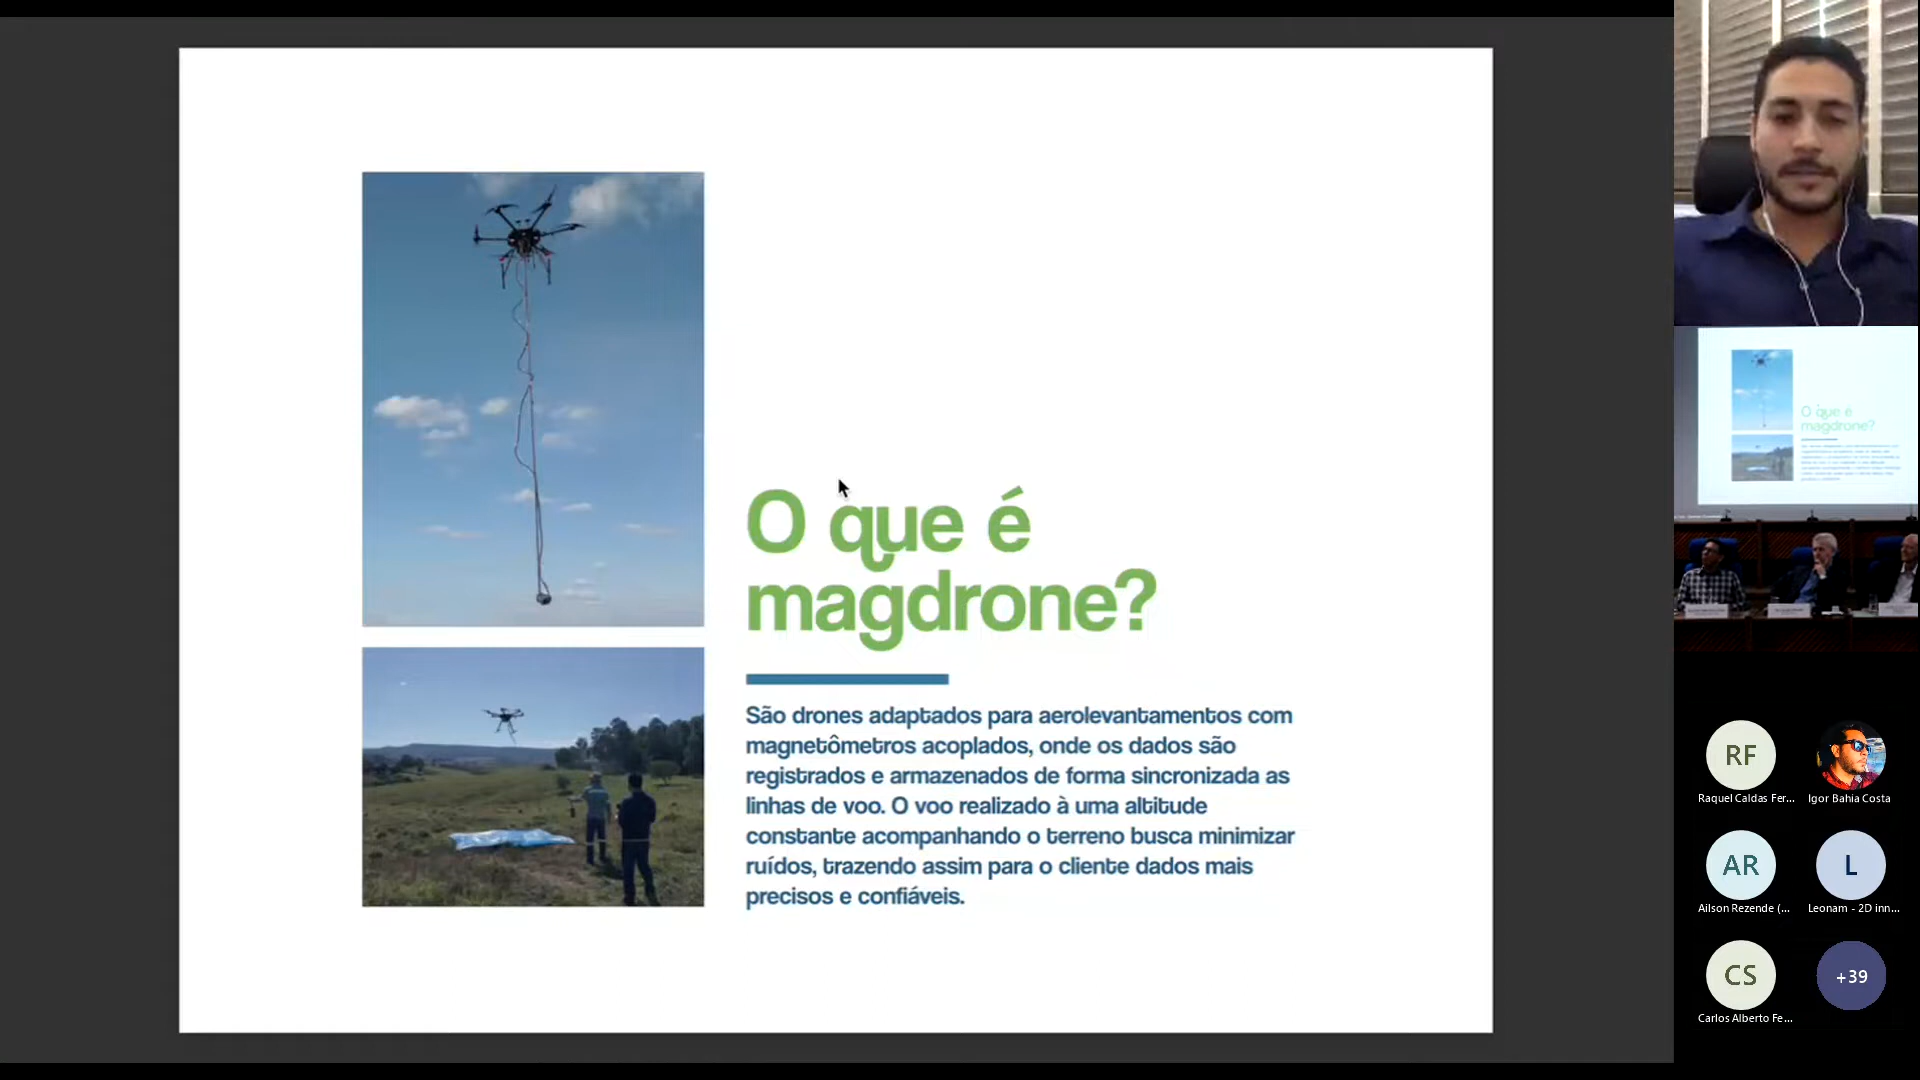 O que é
magdrone?
São drones adaptados para aerolevantamentos com
magnetômetros acoplados, onde os dados são
registrados e armazenados de forma sincronizada as
linhas de voo. O voo realizado à uma altitude
constante acompanhando o terreno busca minimizar
ruídos, trazendo assim para o cliente dados mais
precisos e confiáveis.
O que é
magdrone?
RF
Raquel Caldas Fer...
Igor Bahia Costa
AR
Ailson Rezende (...
L
Leonam - 2D inn...
CS
Carlos Alberto Fe...
+39